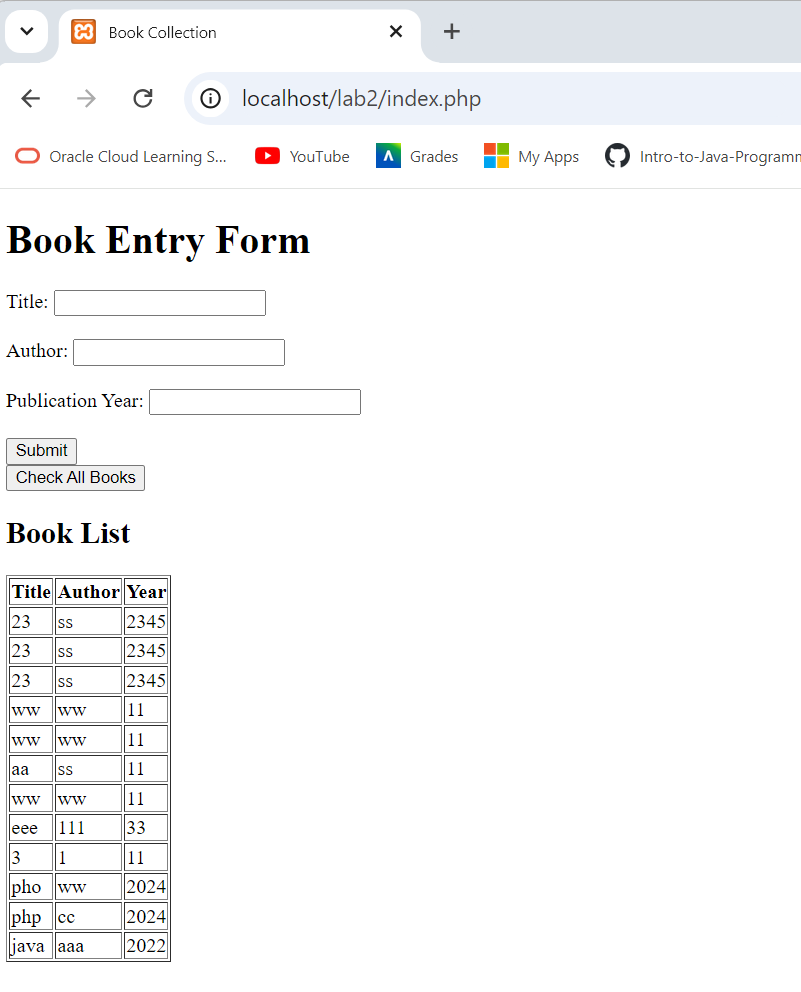 Book Collection
localhost/lab2/index.php
Oracle Cloud Learning S... YouTube Grades My Apps Intro-to-Java-Programm
Book Entry Form
Title:
Author:
Publication Year:
Submit
Check All Books
Book List
Title Author Year
23 ss 2345
23 ss 2345
23 ss 2345
ww ww 11
ww ww 11
aa ss 11
ww ww 11
eee 111 33
3 1 11
pho ww 2024
php cc 2024
java aaa 2022